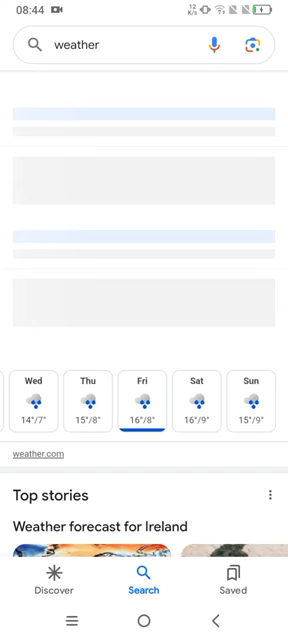 08:44
12
K/s
weather
Wed Thu Fri Sat Sun
14°/7° 15°/8° 16°/8° 16°/9° 15°/9°
weather.com
Top stories
Weather forecast for Ireland
Discover Search Saved